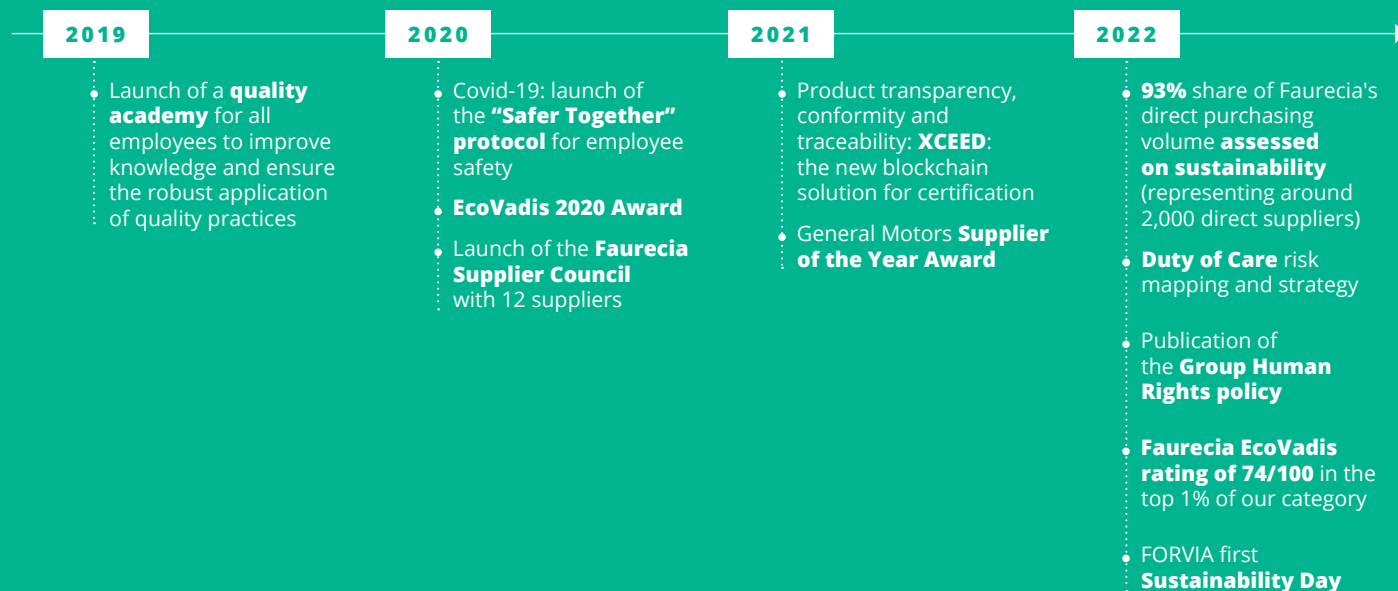 2019
Launch of a quality
academy for all
employees to improve
knowledge and ensure
the robust application
of quality practices
2020
Covid-19: launch of
the “Safer Together”
protocol for employee
safety
EcoVadis 2020 Award
Launch of the Faurecia
Supplier Council
with 12 suppliers
2021
Product transparency,
conformity and
traceability: XCEED:
the new blockchain
solution for certification
General Motors Supplier
of the Year Award
2022
93% share of Faurecia's
direct purchasing
volume assessed
on sustainability
(representing around
2,000 direct suppliers)
Duty of Care risk
mapping and strategy
Publication of
the Group Human
Rights policy
Faurecia EcoVadis
rating of 74/100 in the
top 1% of our category
FORVIA first
Sustainability Day